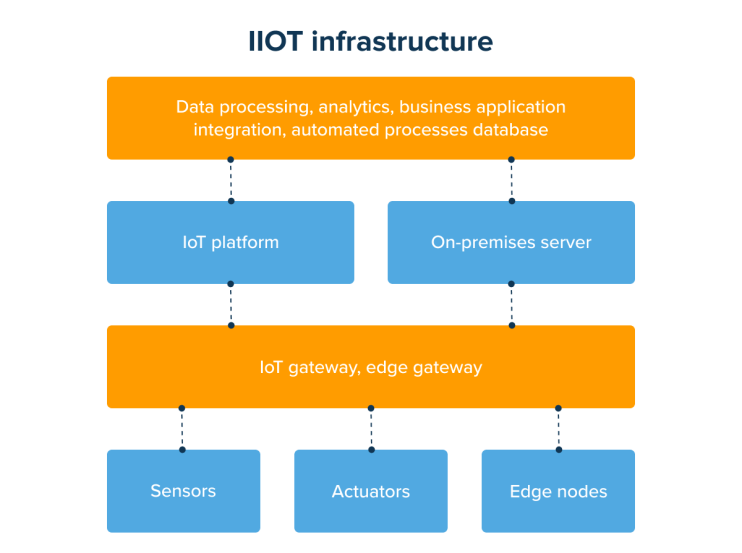 IIOT infrastructure
Data processing, analytics, business application
integration, automated processes database
IoT platform
On-premises server
IoT gateway, edge gateway
Sensors
Actuators
Edge nodes